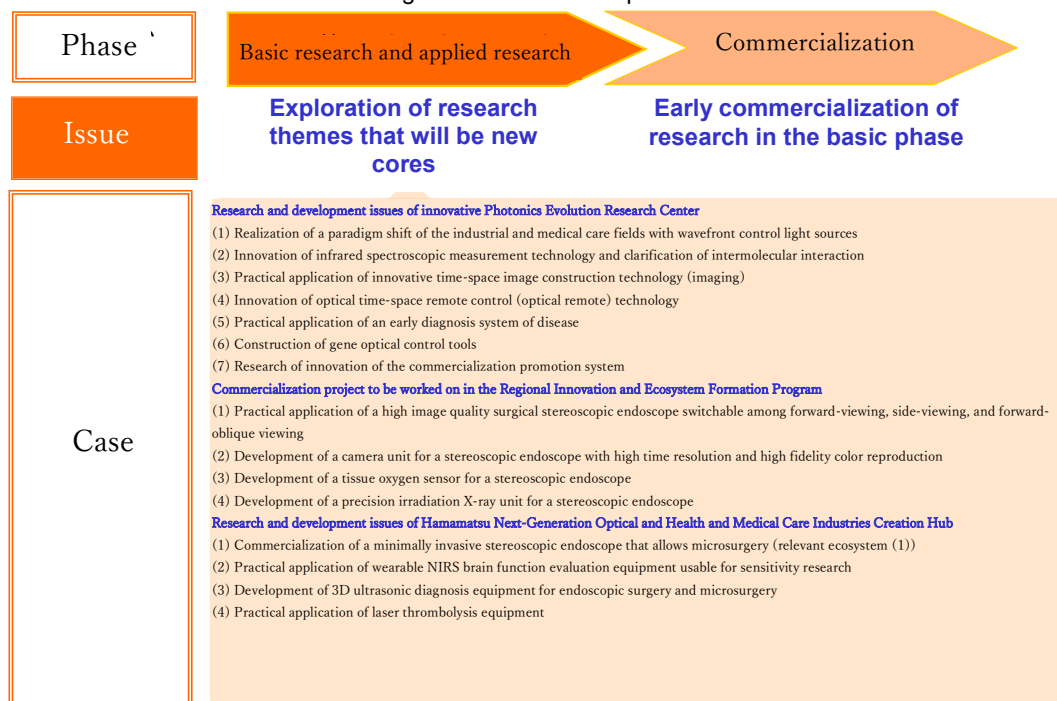 Phase
Basic research and applied research
Commercialization
Issue
Exploration of research
themes that will be new
cores
Early commercialization of
research in the basic phase
Case
Research and development issues of innovative Photonics Evolution Research Center
(1) Realization of a paradigm shift of the industrial and medical care fields with wavefront control light sources
(2) Innovation of infrared spectroscopic measurement technology and clarification of intermolecular interaction
(3) Practical application of innovative time-space image construction technology (imaging)
(4) Innovation of optical time-space remote control (optical remote) technology
(5) Practical application of an early diagnosis system of disease
(6) Construction of gene optical control tools
(7) Research of innovation of the commercialization promotion system
Commercialization project to be worked on in the Regional Innovation and Ecosystem Formation Program
(1) Practical application of a high image quality surgical stereoscopic endoscope switchable among forward-viewing, side-viewing, and forward-
oblique viewing
(2) Development of a camera unit for a stereoscopic endoscope with high time resolution and high fidelity color reproduction
(3) Development of a tissue oxygen sensor for a stereoscopic endoscope
(4) Development of a precision irradiation X-ray unit for a stereoscopic endoscope
Research and development issues of Hamamatsu Next-Generation Optical and Health and Medical Care Industries Creation Hub
(1) Commercialization of a minimally invasive stereoscopic endoscope that allows microsurgery (relevant ecosystem (1))
(2) Practical application of wearable NIRS brain function evaluation equipment usable for sensitivity research
(3) Development of 3D ultrasonic diagnosis equipment for endoscopic surgery and microsurgery
(4) Practical application of laser thrombolysis equipment